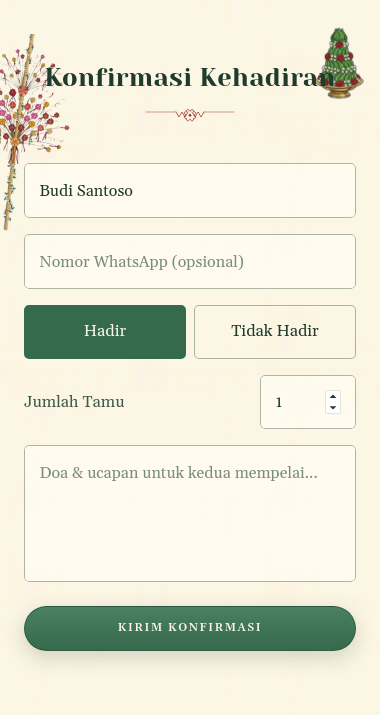 Konfirmasi Kehadiran
Budi Santoso
Nomor WhatsApp (opsional)
Hadir
Tidak Hadir
Jumlah Tamu
1
Doa & ucapan untuk kedua mempelai...
KIRIM KONFIRMASI